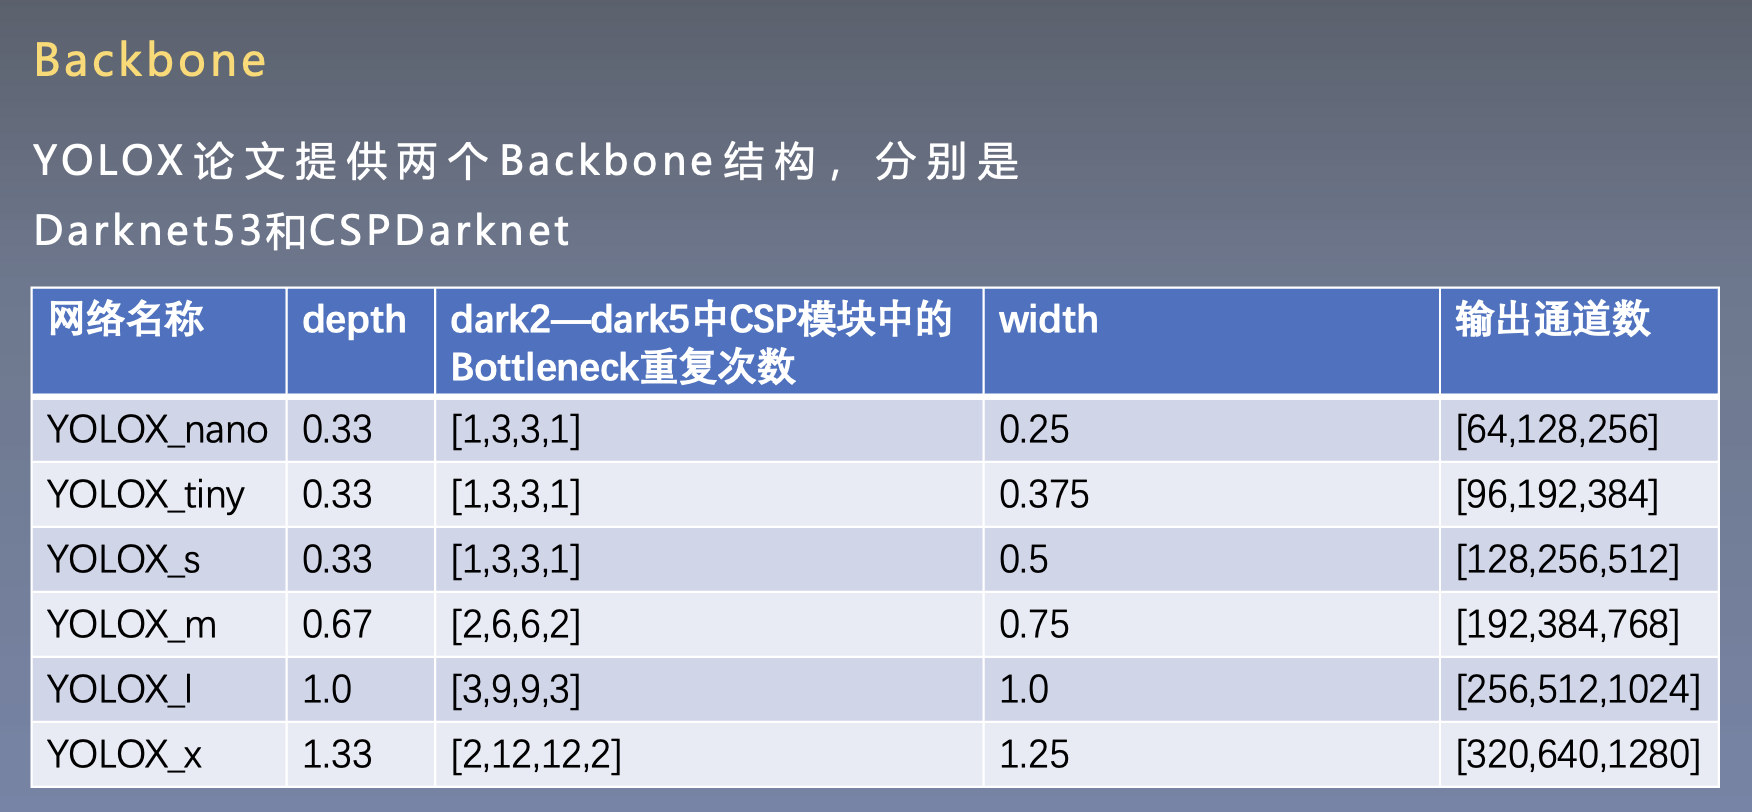 Backbone
YOLOX论文提供两个Backbone结构，分别是
Darknet53和CSPDarknet
网络名称 depth dark2—dark5中CSP模块中的 width 输出通道数
Bottleneck重复次数
YOLOX_nano 0.33 [1,3,3,1] 0.25 [64,128,256]
YOLOX_tiny 0.33 [1,3,3,1] 0.375 [96,192,384]
YOLOX_s 0.33 [1,3,3,1] 0.5 [128,256,512]
YOLOX_m 0.67 [2,6,6,2] 0.75 [192,384,768]
YOLOX_l 1.0 [3,9,9,3] 1.0 [256,512,1024]
YOLOX_x 1.33 [2,12,12,2] 1.25 [320,640,1280]